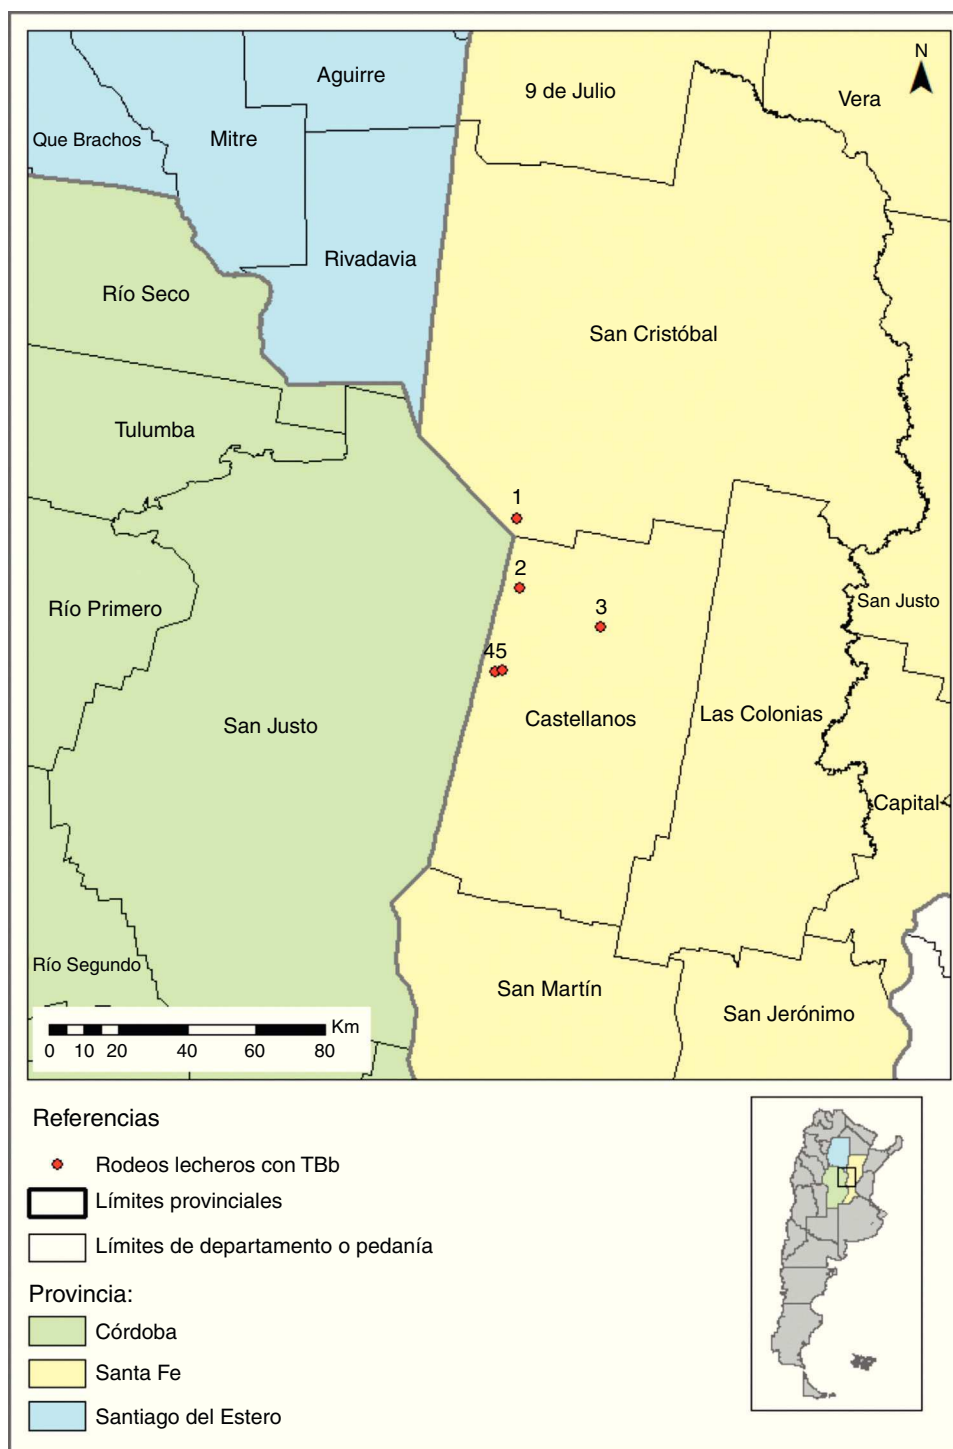 Aguirre
N
9 de Julio
Vera
Que Brachos
Mitre
Rivadavia
Río Seco
San Cristóbal
Tulumba
1
2
3
Río Primero
San Justo
45
San Justo
Castellanos
Las Colonias
Capital
Río Segundo
San Martín
San Jerónimo
Km
0 10 20 40 60 80
Referencias
Rodeos lecheros con TBb
Límites provinciales
Límites de departamento o pedanía
Provincia:
Córdoba
Santa Fe
Santiago del Estero